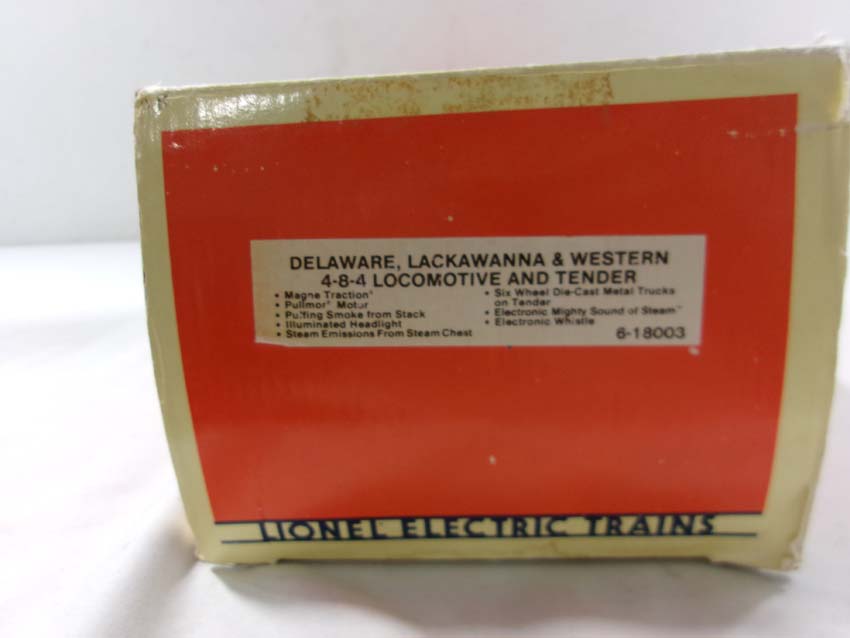 DELAWARE, LACKAWANNA & WESTERN
4-8-4 LOCOMOTIVE AND TENDER
• Magne Traction®
• Pullmor® Motor
• Puffing Smoke from Stack
• Illuminated Headlight
• Steam Emissions From Steam Chest
• Six Wheel Die-Cast Metal Trucks
on Tender
• Electronic Mighty Sound of Steam™
• Electronic Whistle
6-18003
LIONEL ELECTRIC TRAINS